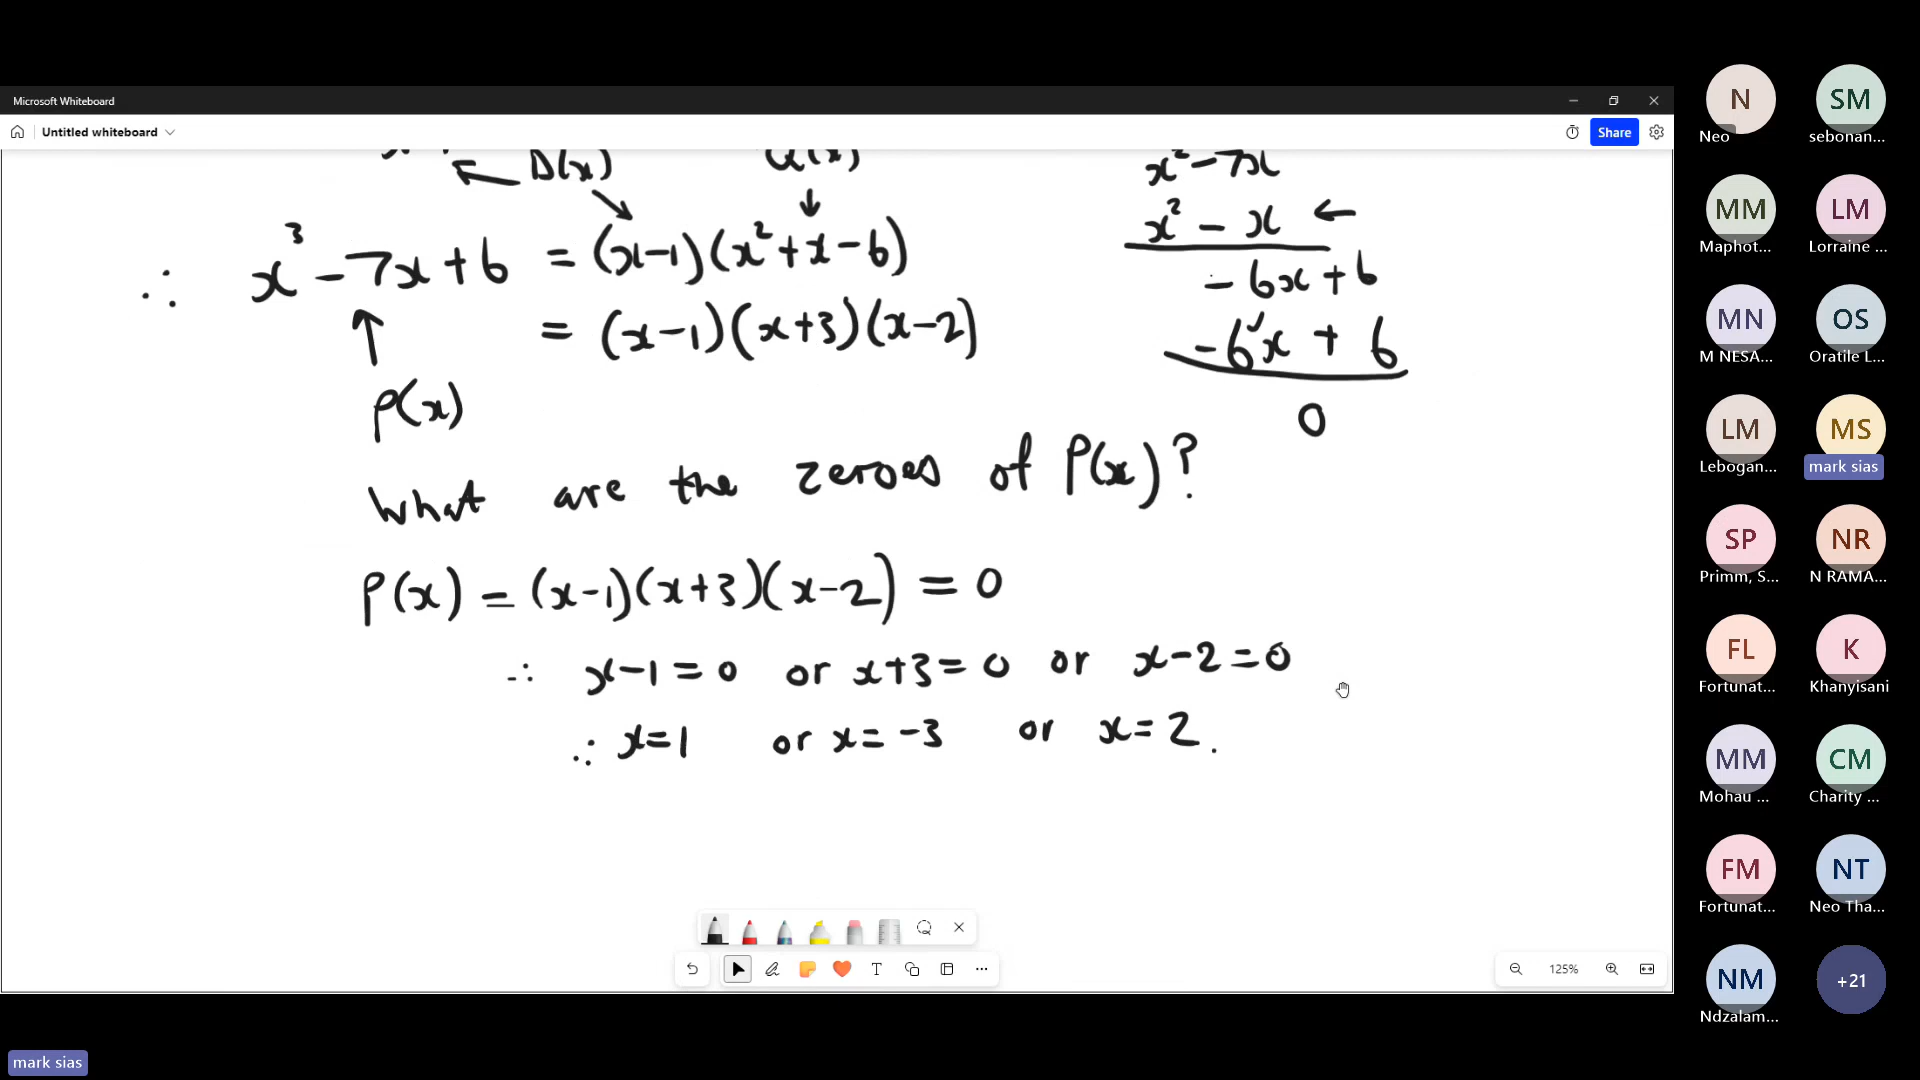 Microsoft Whiteboard
Untitled whiteboard
Share
D(x)
Q(x)
∴ x³ - 7x + 6 = (x-1)(x² + x - 6)
= (x-1)(x+3)(x-2)
P(x)
x² - 7x
x² - x ←
- 6x + 6
- 6x + 6
0
What are the zeroes of P(x)?
P(x) = (x-1)(x+3)(x-2) = 0
∴ x-1=0 or x+3=0 or x-2=0
∴ x=1 or x=-3 or x=2.
125%
N
Neo
SM
sebonan...
MM
Maphot...
LM
Lorraine ...
MN
M NESA...
OS
Oratile L...
LM
Lebogan...
MS
mark sias
SP
Primm, S...
NR
N RAMA...
FL
Fortunat...
K
Khanyisani
MM
Mohau ...
CM
Charity ...
FM
Fortunat...
NT
Neo Tha...
NM
Ndzalam...
+21
mark sias